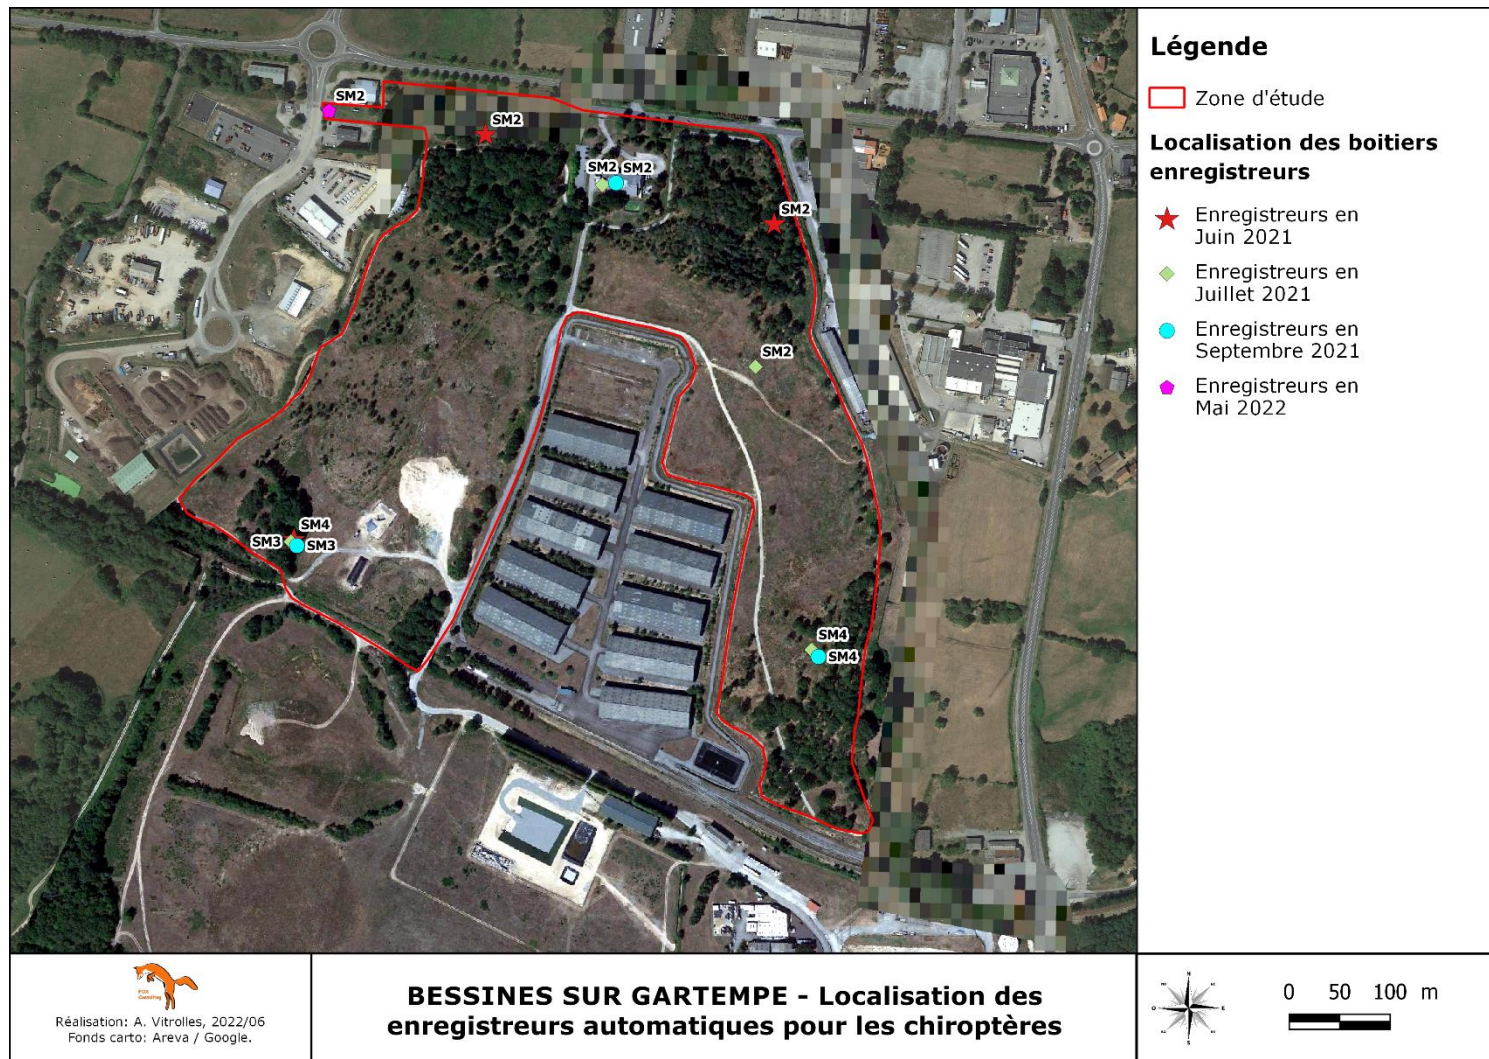 SM2
SM2
SM2 SM2
SM2
SM2
SM4
SM3
SM3
SM4
SM4
Légende
Zone d'étude
Localisation des boitiers
enregistreurs
Enregistreurs en
Juin 2021
Enregistreurs en
Juillet 2021
Enregistreurs en
Septembre 2021
Enregistreurs en
Mai 2022
FOX
Consulting
Réalisation: A. Vitrolles, 2022/06
Fonds carto: Areva / Google.
BESSINES SUR GARTEMPE - Localisation des
enregistreurs automatiques pour les chiroptères
N
O
E
S
0 50 100 m